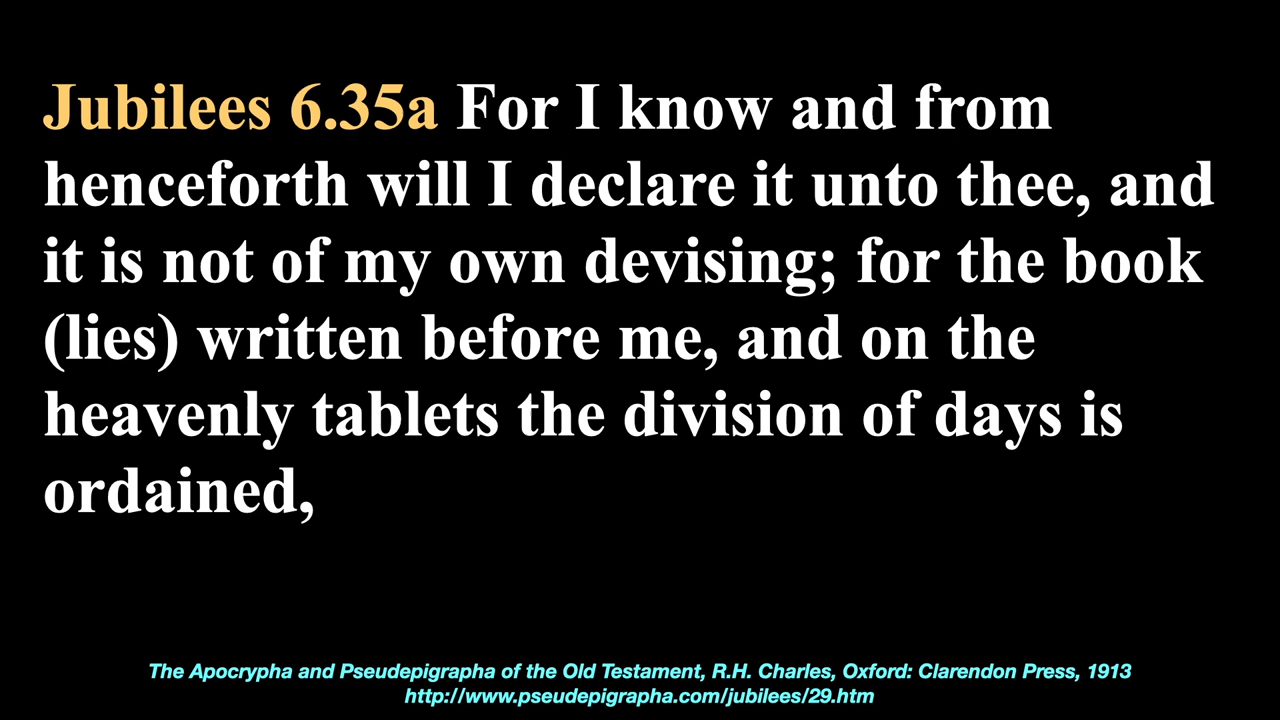 Jubilees 6.35a For I know and from
henceforth will I declare it unto thee, and
it is not of my own devising; for the book
(lies) written before me, and on the
heavenly tablets the division of days is
ordained,
The Apocrypha and Pseudepigrapha of the Old Testament, R.H. Charles, Oxford: Clarendon Press, 1913
http://www.pseudepigrapha.com/jubilees/29.htm